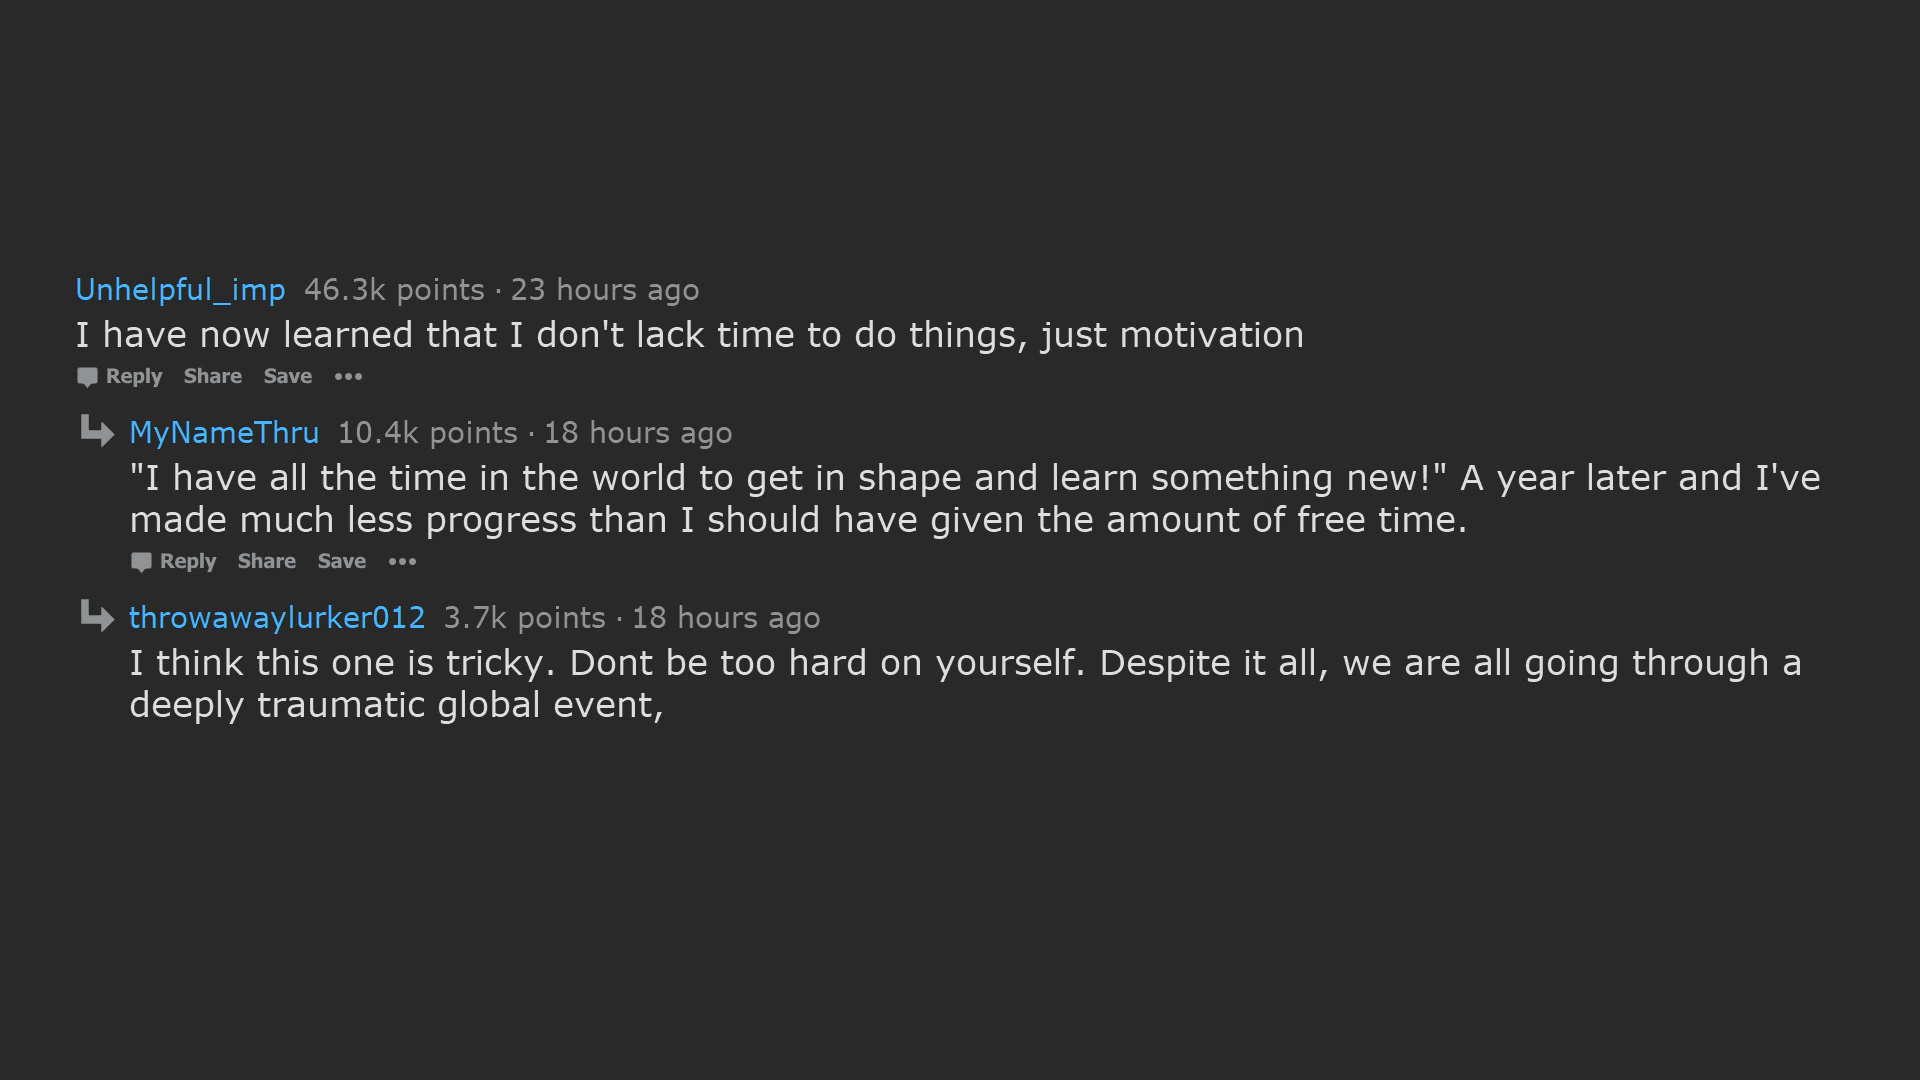 Unhelpful_imp 46.3k points · 23 hours ago
I have now learned that I don't lack time to do things, just motivation
Reply Share Save •••
MyNameThru 10.4k points · 18 hours ago
"I have all the time in the world to get in shape and learn something new!" A year later and I've
made much less progress than I should have given the amount of free time.
Reply Share Save •••
throwawaylurker012 3.7k points · 18 hours ago
I think this one is tricky. Dont be too hard on yourself. Despite it all, we are all going through a
deeply traumatic global event,